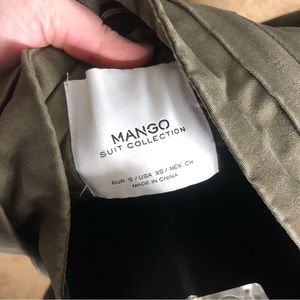 MANGO
SUIT COLLECTION
EUR S / USA XS / MEX CH
MADE IN CHINA